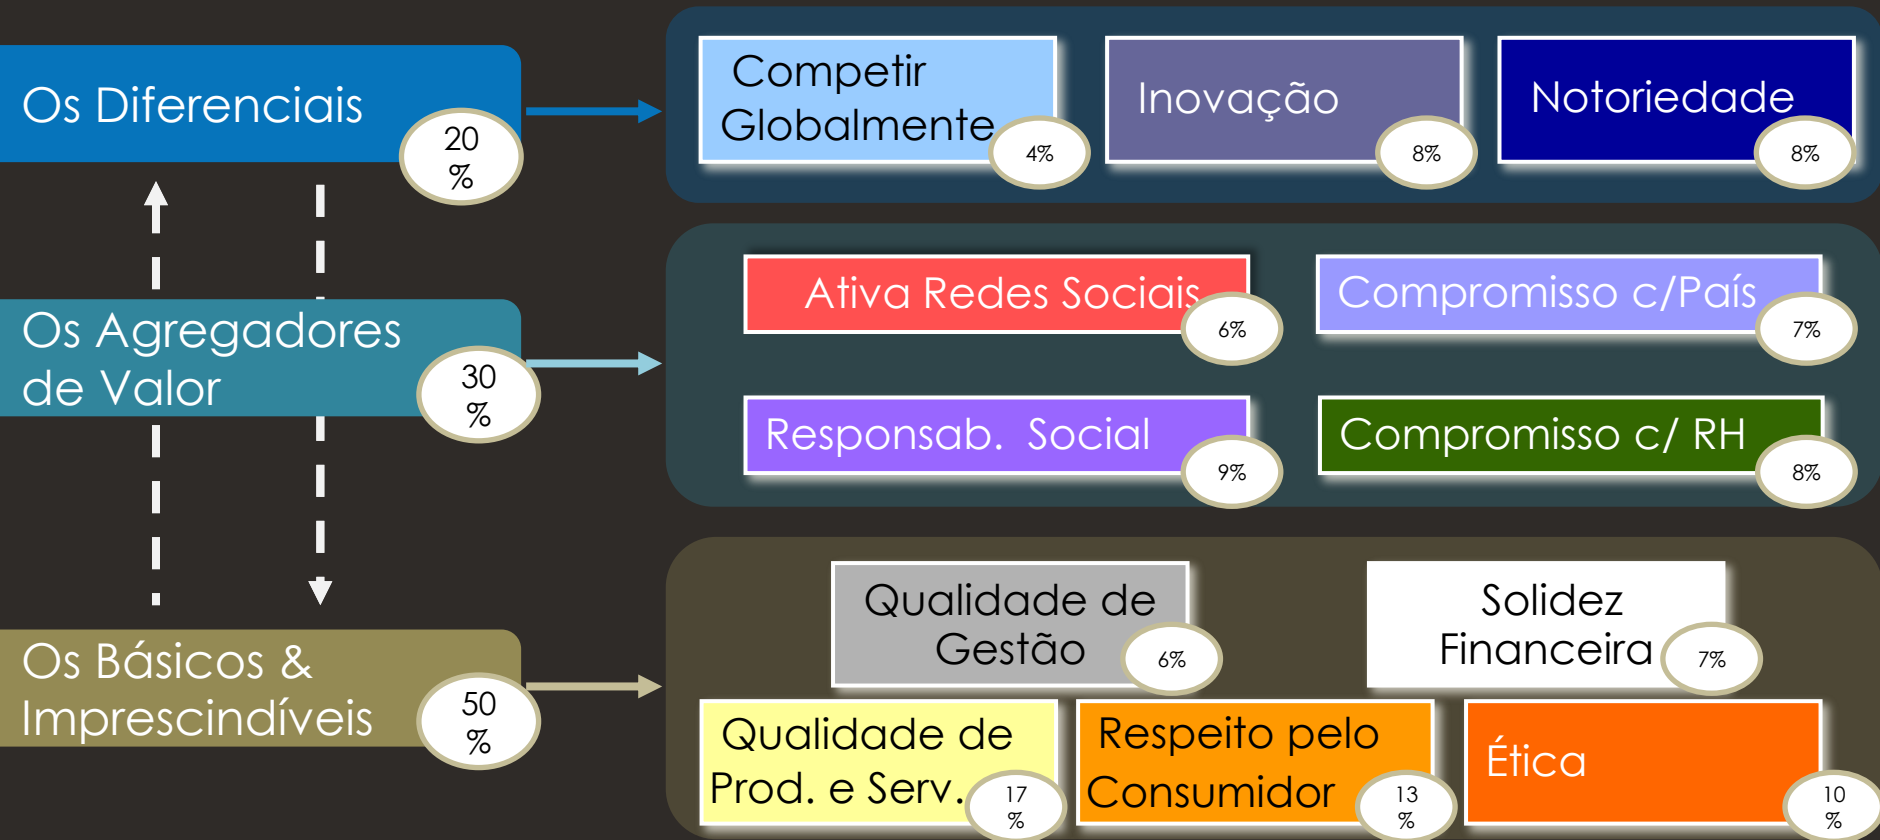 Os Diferenciais
20
%
Competir
Globalmente
4%
Inovação
8%
Notoriedade
8%
Os Agregadores
de Valor
30
%
Ativa Redes Sociais
6%
Compromisso c/País
7%
Responsab. Social
9%
Compromisso c/ RH
8%
Os Básicos &
Imprescindíveis
50
%
Qualidade de
Gestão
6%
Solidez
Financeira
7%
Qualidade de
Prod. e Serv.
17
%
Respeito pelo
Consumidor
13
%
Ética
10
%